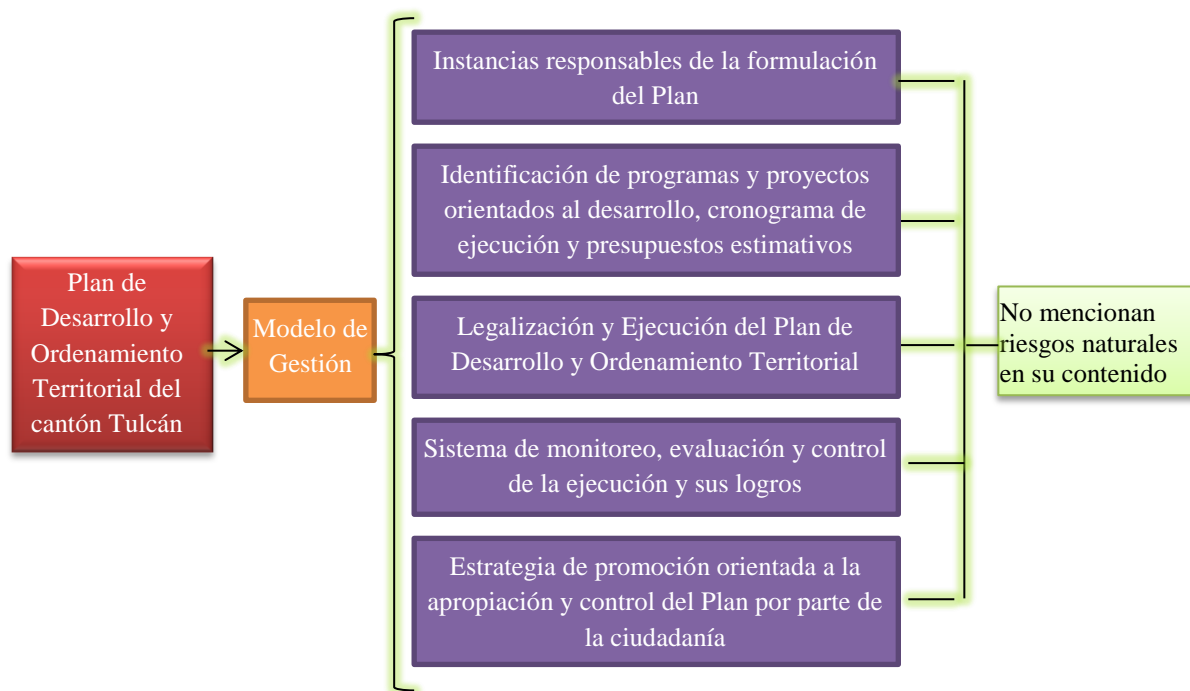 Plan de
Desarrollo y
Ordenamiento
Territorial del
cantón Tulcán
Modelo de
Gestión
Instancias responsables de la formulación
del Plan
Identificación de programas y proyectos
orientados al desarrollo, cronograma de
ejecución y presupuestos estimativos
Legalización y Ejecución del Plan de
Desarrollo y Ordenamiento Territorial
Sistema de monitoreo, evaluación y control
de la ejecución y sus logros
Estrategia de promoción orientada a la
apropiación y control del Plan por parte de
la ciudadanía
No mencionan
riesgos naturales
en su contenido